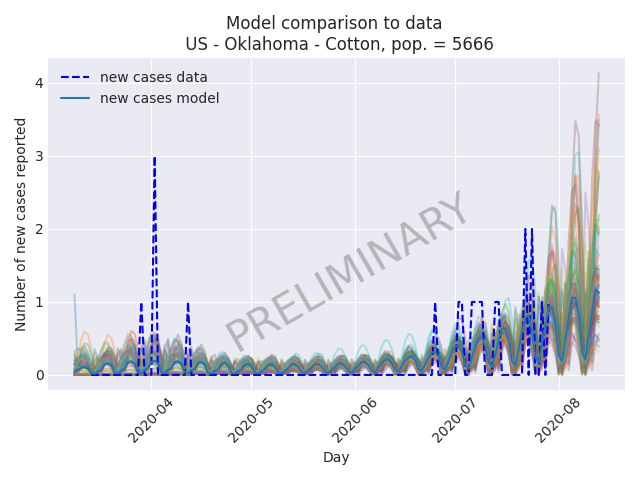 Model comparison to data
US - Oklahoma - Cotton, pop. = 5666
new cases data
new cases model
Number of new cases reported
4
3
2
1
0
PRELIMINARY
2020-04
2020-05
2020-06
2020-07
2020-08
Day